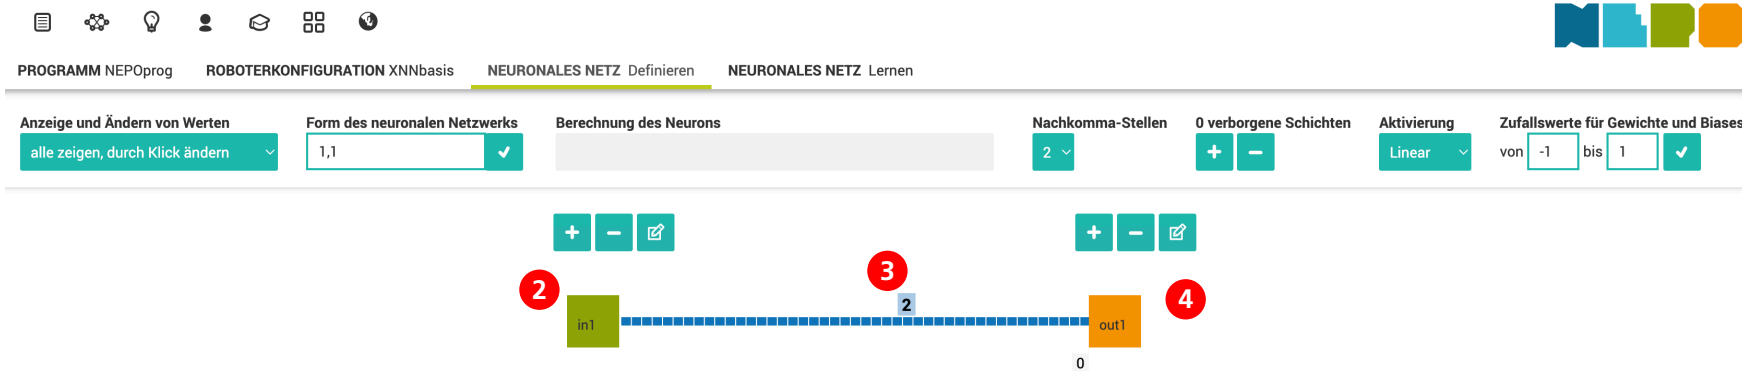 PROGRAMM NEPOprog ROBOTERKONFIGURATION XNNbasis NEURONALES NETZ Definieren NEURONALES NETZ Lernen
Anzeige und Ändern von Werten Form des neuronalen Netzwerks Berechnung des Neurons Nachkomma-Stellen 0 verborgene Schichten Aktivierung Zufallswerte für Gewichte und Biases
alle zeigen, durch Klick ändern 1,1 2 + − Linear von -1 bis 1
+ − + −
3
2 4
2
in1 out1
0